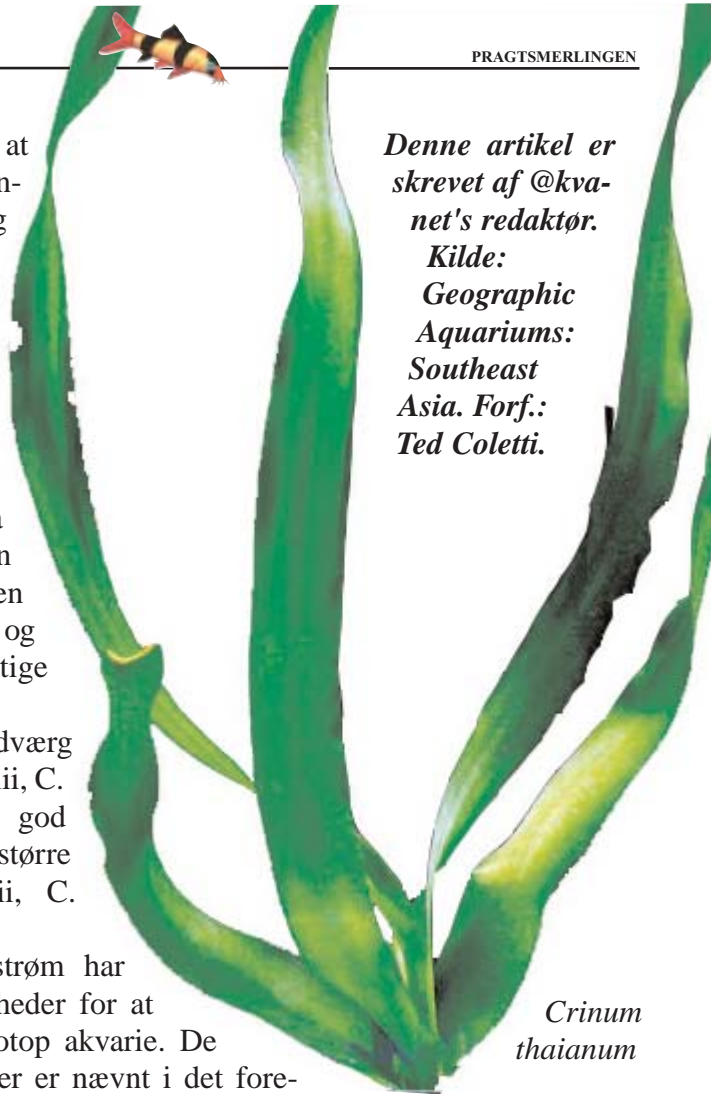 PRAGTSMERLINGEN
at
n-
g
n
en
og
tige
dværg
ii, C.
god
større
ii, C.
strøm har
heder for at
otop akvarie. De
er er nævnt i det fore-
Denne artikel er
skrevet af @kva-
net's redaktør.
Kilde:
Geographic
Aquariums:
Southeast
Asia. Forf.:
Ted Coletti.
Crinum
thaianum